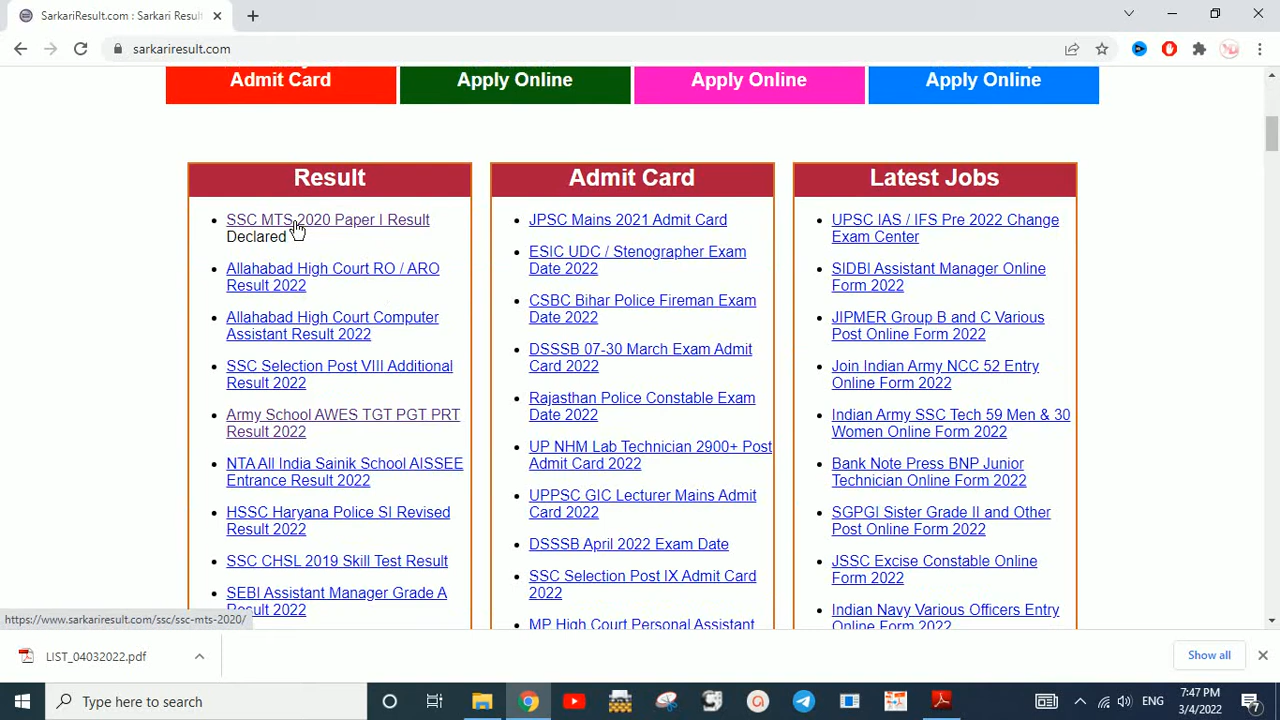 SarkariResult.com : Sarkari Resul
sarkariresult.com
Admit Card
Apply Online
Apply Online
Apply Online
Result
SSC MTS 2020 Paper I Result
Declared
Allahabad High Court RO / ARO
Result 2022
Allahabad High Court Computer
Assistant Result 2022
SSC Selection Post VIII Additional
Result 2022
Army School AWES TGT PGT PRT
Result 2022
NTA All India Sainik School AISSEE
Entrance Result 2022
HSSC Haryana Police SI Revised
Result 2022
SSC CHSL 2019 Skill Test Result
SEBI Assistant Manager Grade A
Result 2022
Admit Card
JPSC Mains 2021 Admit Card
ESIC UDC / Stenographer Exam
Date 2022
CSBC Bihar Police Fireman Exam
Date 2022
DSSSB 07-30 March Exam Admit
Card 2022
Rajasthan Police Constable Exam
Date 2022
UP NHM Lab Technician 2900+ Post
Admit Card 2022
UPPSC GIC Lecturer Mains Admit
Card 2022
DSSSB April 2022 Exam Date
SSC Selection Post IX Admit Card
2022
MP High Court Personal Assistant
Latest Jobs
UPSC IAS / IFS Pre 2022 Change
Exam Center
SIDBI Assistant Manager Online
Form 2022
JIPMER Group B and C Various
Post Online Form 2022
Join Indian Army NCC 52 Entry
Online Form 2022
Indian Army SSC Tech 59 Men & 30
Women Online Form 2022
Bank Note Press BNP Junior
Technician Online Form 2022
SGPGI Sister Grade II and Other
Post Online Form 2022
JSSC Excise Constable Online
Form 2022
Indian Navy Various Officers Entry
Online Form 2022
https://www.sarkariresult.com/ssc/ssc-mts-2020/
LIST_04032022.pdf
Show all
Type here to search
ENG
7:47 PM
3/4/2022
7